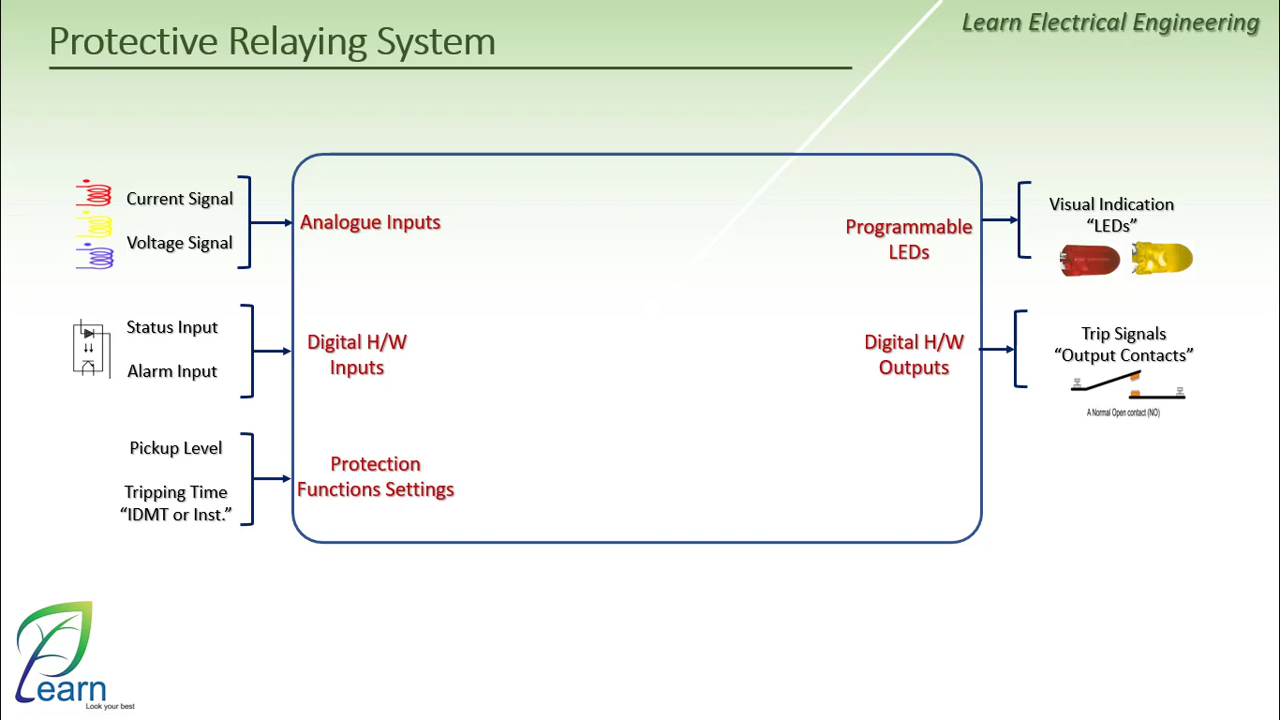 Protective Relaying System
Learn Electrical Engineering
Current Signal
Voltage Signal
Analogue Inputs
Status Input
Alarm Input
Digital H/W
Inputs
Pickup Level
Tripping Time
“IDMT or Inst.”
Protection
Functions Settings
Programmable
LEDs
Visual Indication
“LEDs”
Digital H/W
Outputs
Trip Signals
“Output Contacts”
A Normal Open contact (NO)
Learn
Look your best